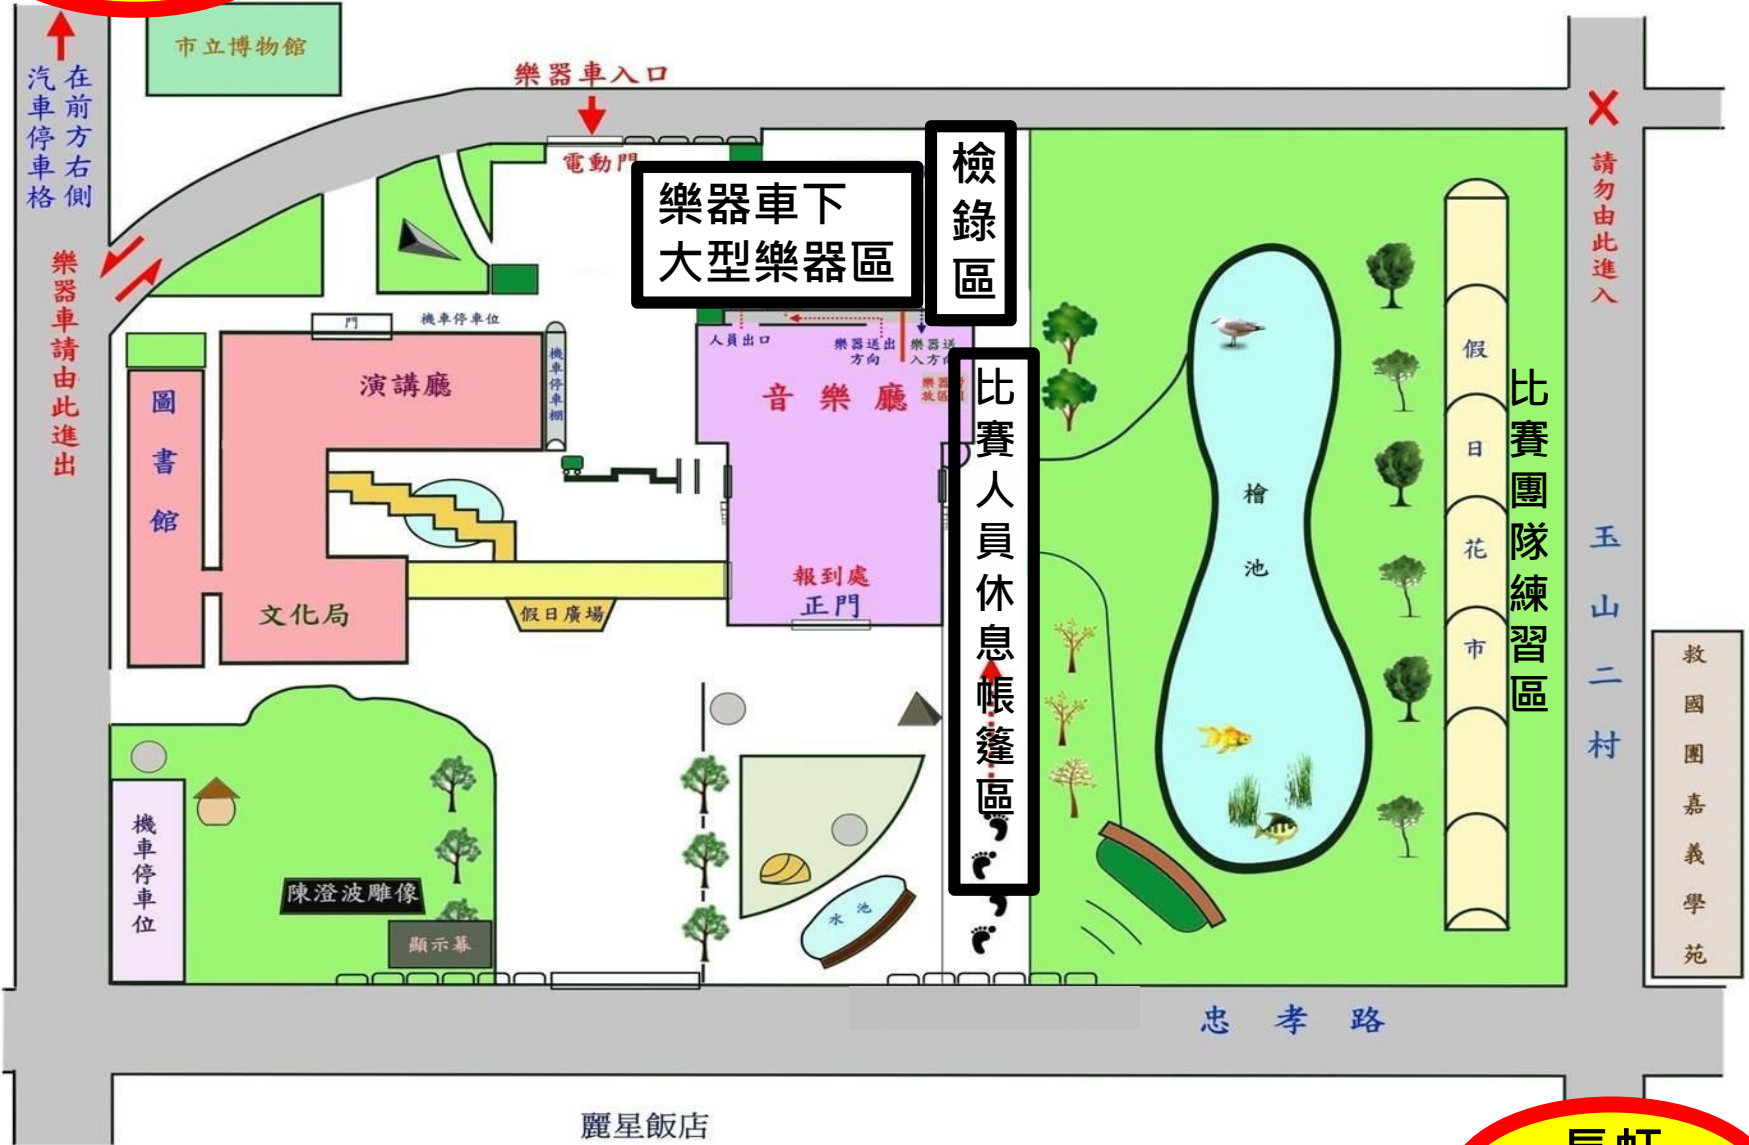 市立博物館
在前方右側
汽車停車格
樂器車入口
電動門
樂器車下
大型樂器區
檢錄區
請勿由此進入
樂器車請由此進出
門
機車停車位
機車停車棚
人員出口
樂器送出
方向
樂器送
入方向
演講廳
圖書館
音樂廳
比賽人員休息帳篷區
檜池
假日花市
比賽團隊練習區
玉山二村
報到處
正門
文化局
假日廣場
救國團嘉義學苑
機車停車位
陳澄波雕像
顯示幕
水池
忠孝路
麗星飯店